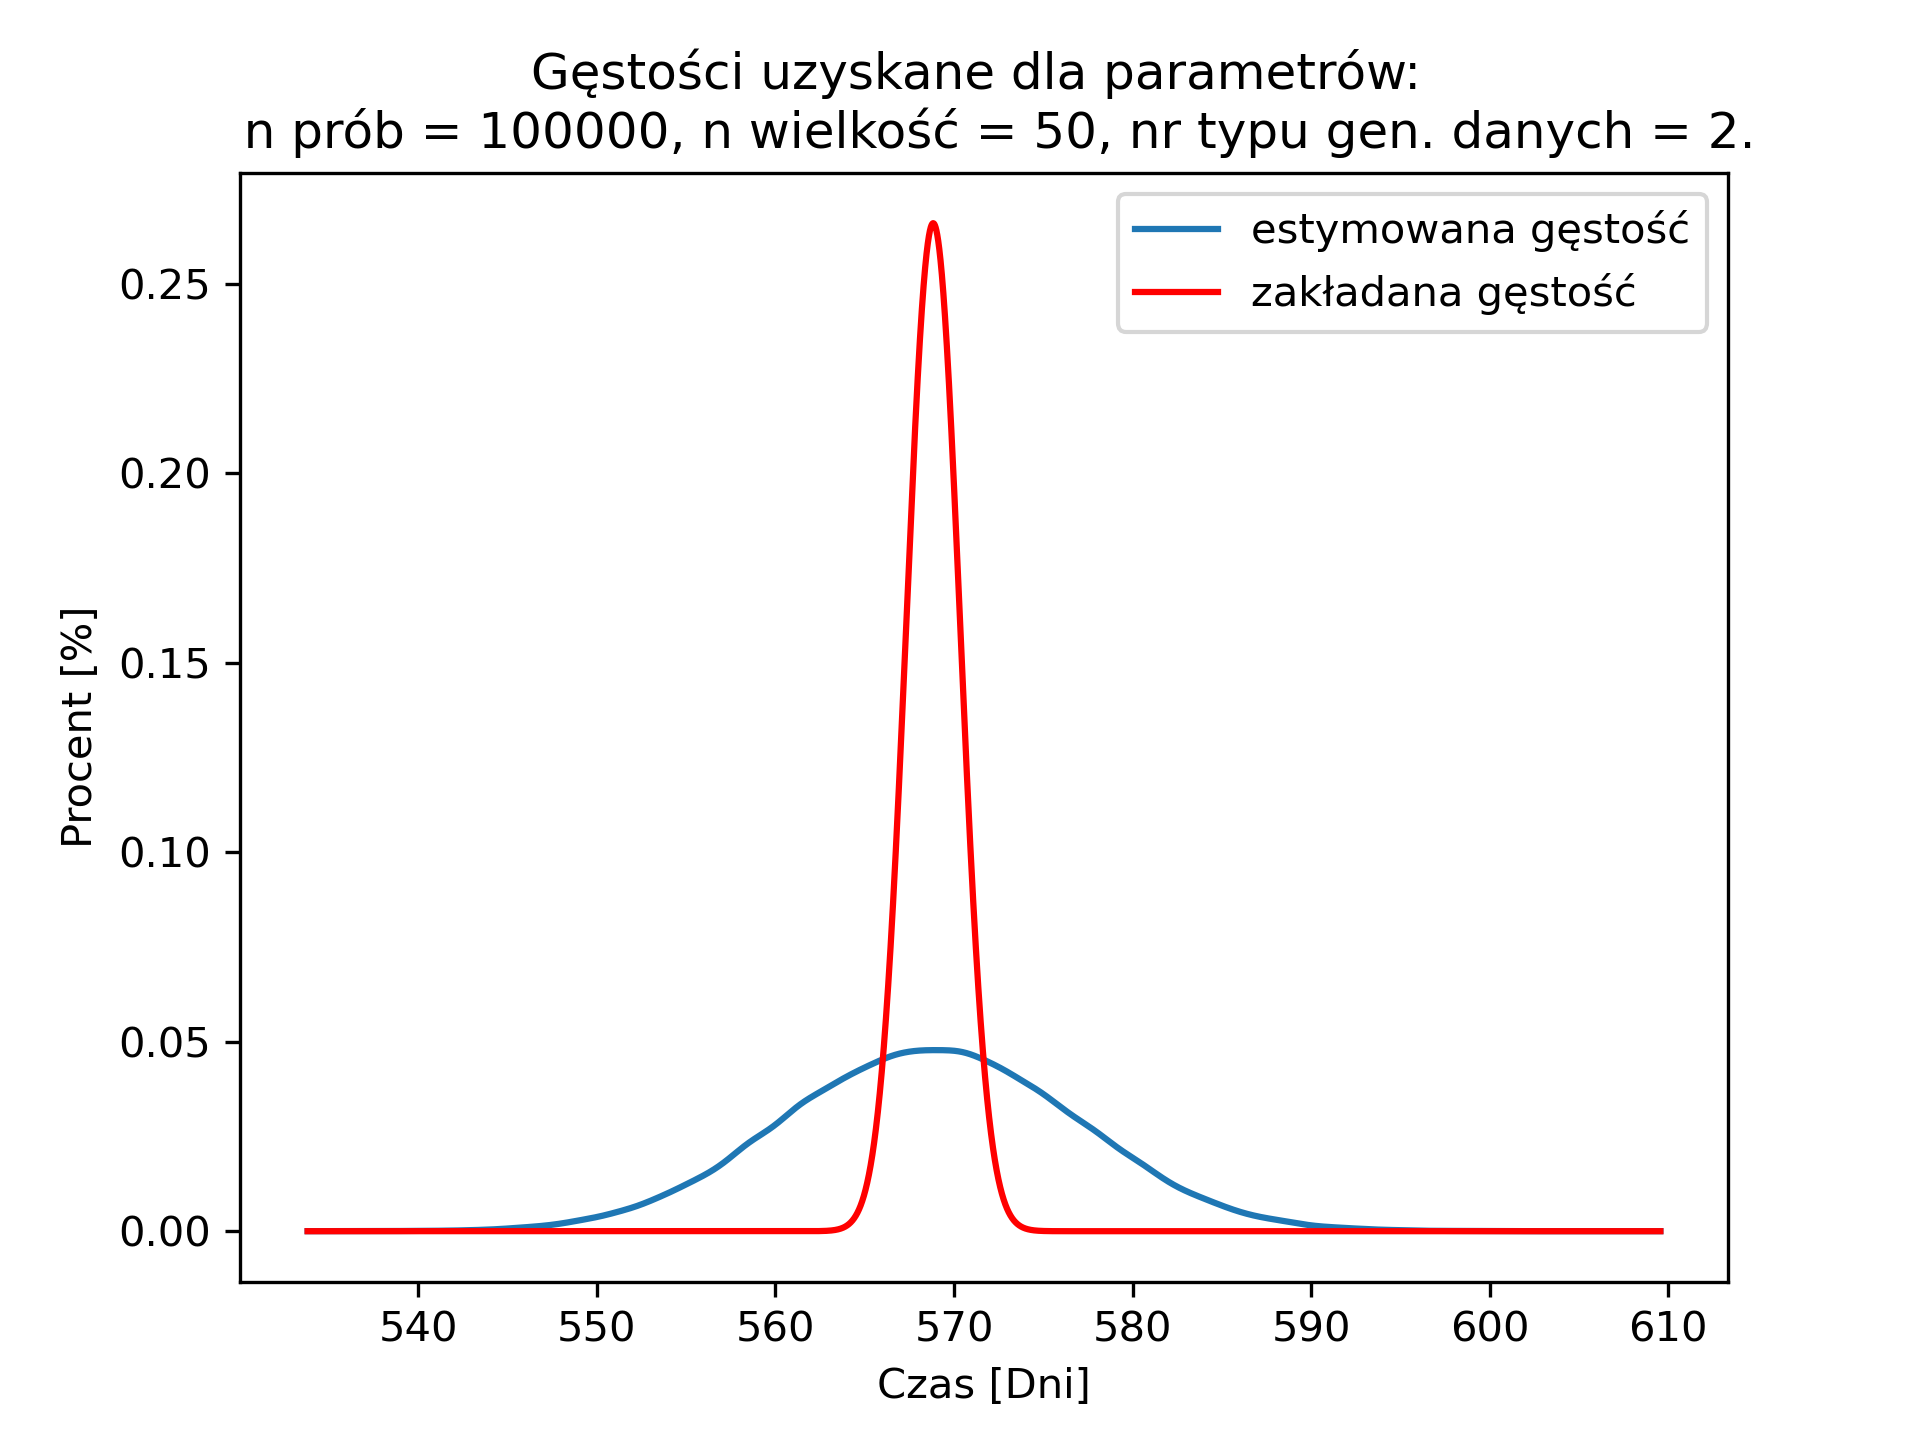 Gęstości uzyskane dla parametrów:
n prób = 100000, n wielkość = 50, nr typu gen. danych = 2.
estymowana gęstość
zakładana gęstość
0.25
0.20
0.15
0.10
0.05
0.00
Procent [%]
540 550 560 570 580 590 600 610
Czas [Dni]